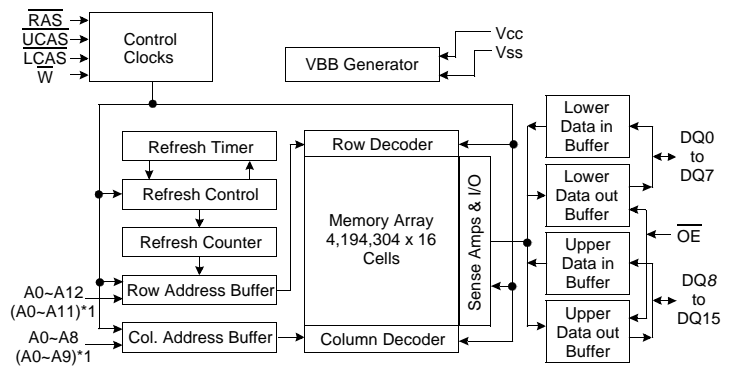 RAS
UCAS
LCAS
W
Control
Clocks
VBB Generator
Vcc
Vss
Refresh Timer
Refresh Control
Refresh Counter
Row Address Buffer
Col. Address Buffer
A0~A12
(A0~A11)*1
A0~A8
(A0~A9)*1
Row Decoder
Memory Array
4,194,304 x 16
Cells
Column Decoder
Sense Amps & I/O
Lower
Data in
Buffer
Lower
Data out
Buffer
Upper
Data in
Buffer
Upper
Data out
Buffer
DQ0
to
DQ7
OE
DQ8
to
DQ15